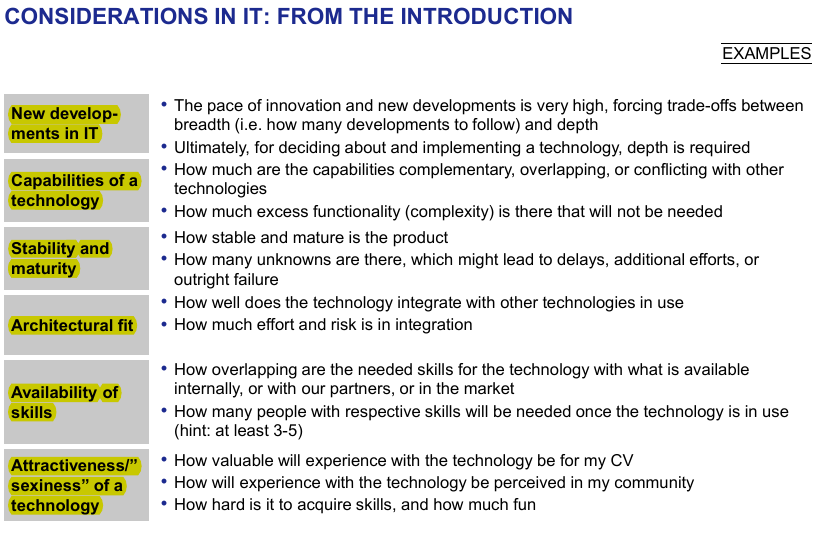 CONSIDERATIONS IN IT: FROM THE INTRODUCTION
EXAMPLES
New develop-
ments in IT
• The pace of innovation and new developments is very high, forcing trade-offs between
breadth (i.e. how many developments to follow) and depth
• Ultimately, for deciding about and implementing a technology, depth is required
Capabilities of a
technology
• How much are the capabilities complementary, overlapping, or conflicting with other
technologies
• How much excess functionality (complexity) is there that will not be needed
Stability and
maturity
• How stable and mature is the product
• How many unknowns are there, which might lead to delays, additional efforts, or
outright failure
Architectural fit
• How well does the technology integrate with other technologies in use
• How much effort and risk is in integration
Availability of
skills
• How overlapping are the needed skills for the technology with what is available
internally, or with our partners, or in the market
• How many people with respective skills will be needed once the technology is in use
(hint: at least 3-5)
Attractiveness/”
sexiness” of a
technology
• How valuable will experience with the technology be for my CV
• How will experience with the technology be perceived in my community
• How hard is it to acquire skills, and how much fun